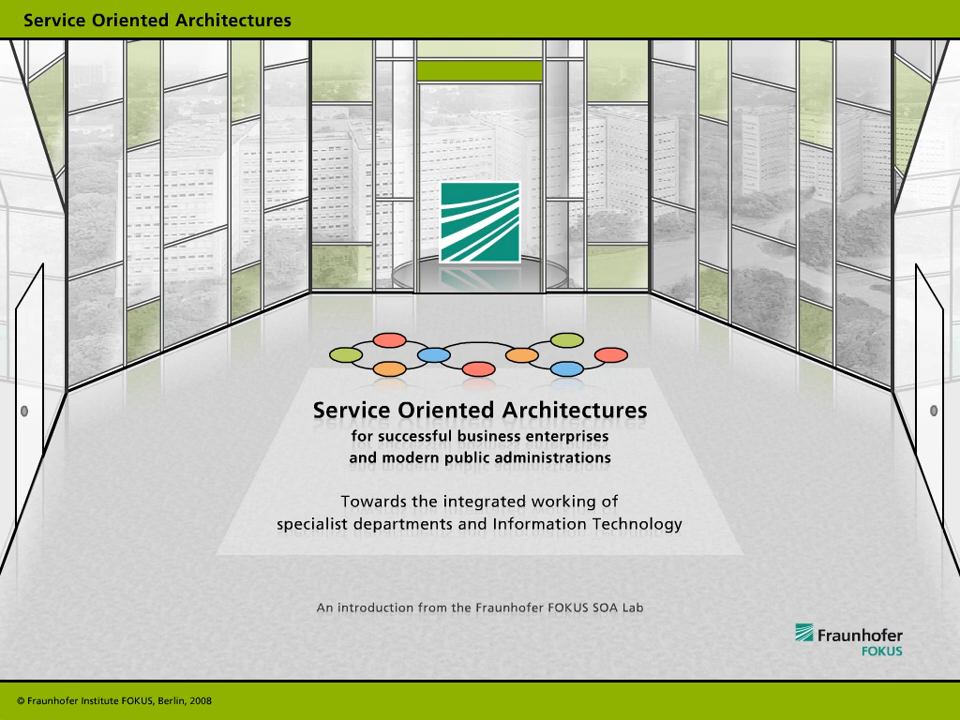 Service Oriented Architectures
Service Oriented Architectures
for successful business enterprises
and modern public administrations
Towards the integrated working of
specialist departments and Information Technology
An introduction from the Fraunhofer FOKUS SOA Lab
Fraunhofer
FOKUS
© Fraunhofer Institute FOKUS, Berlin, 2008